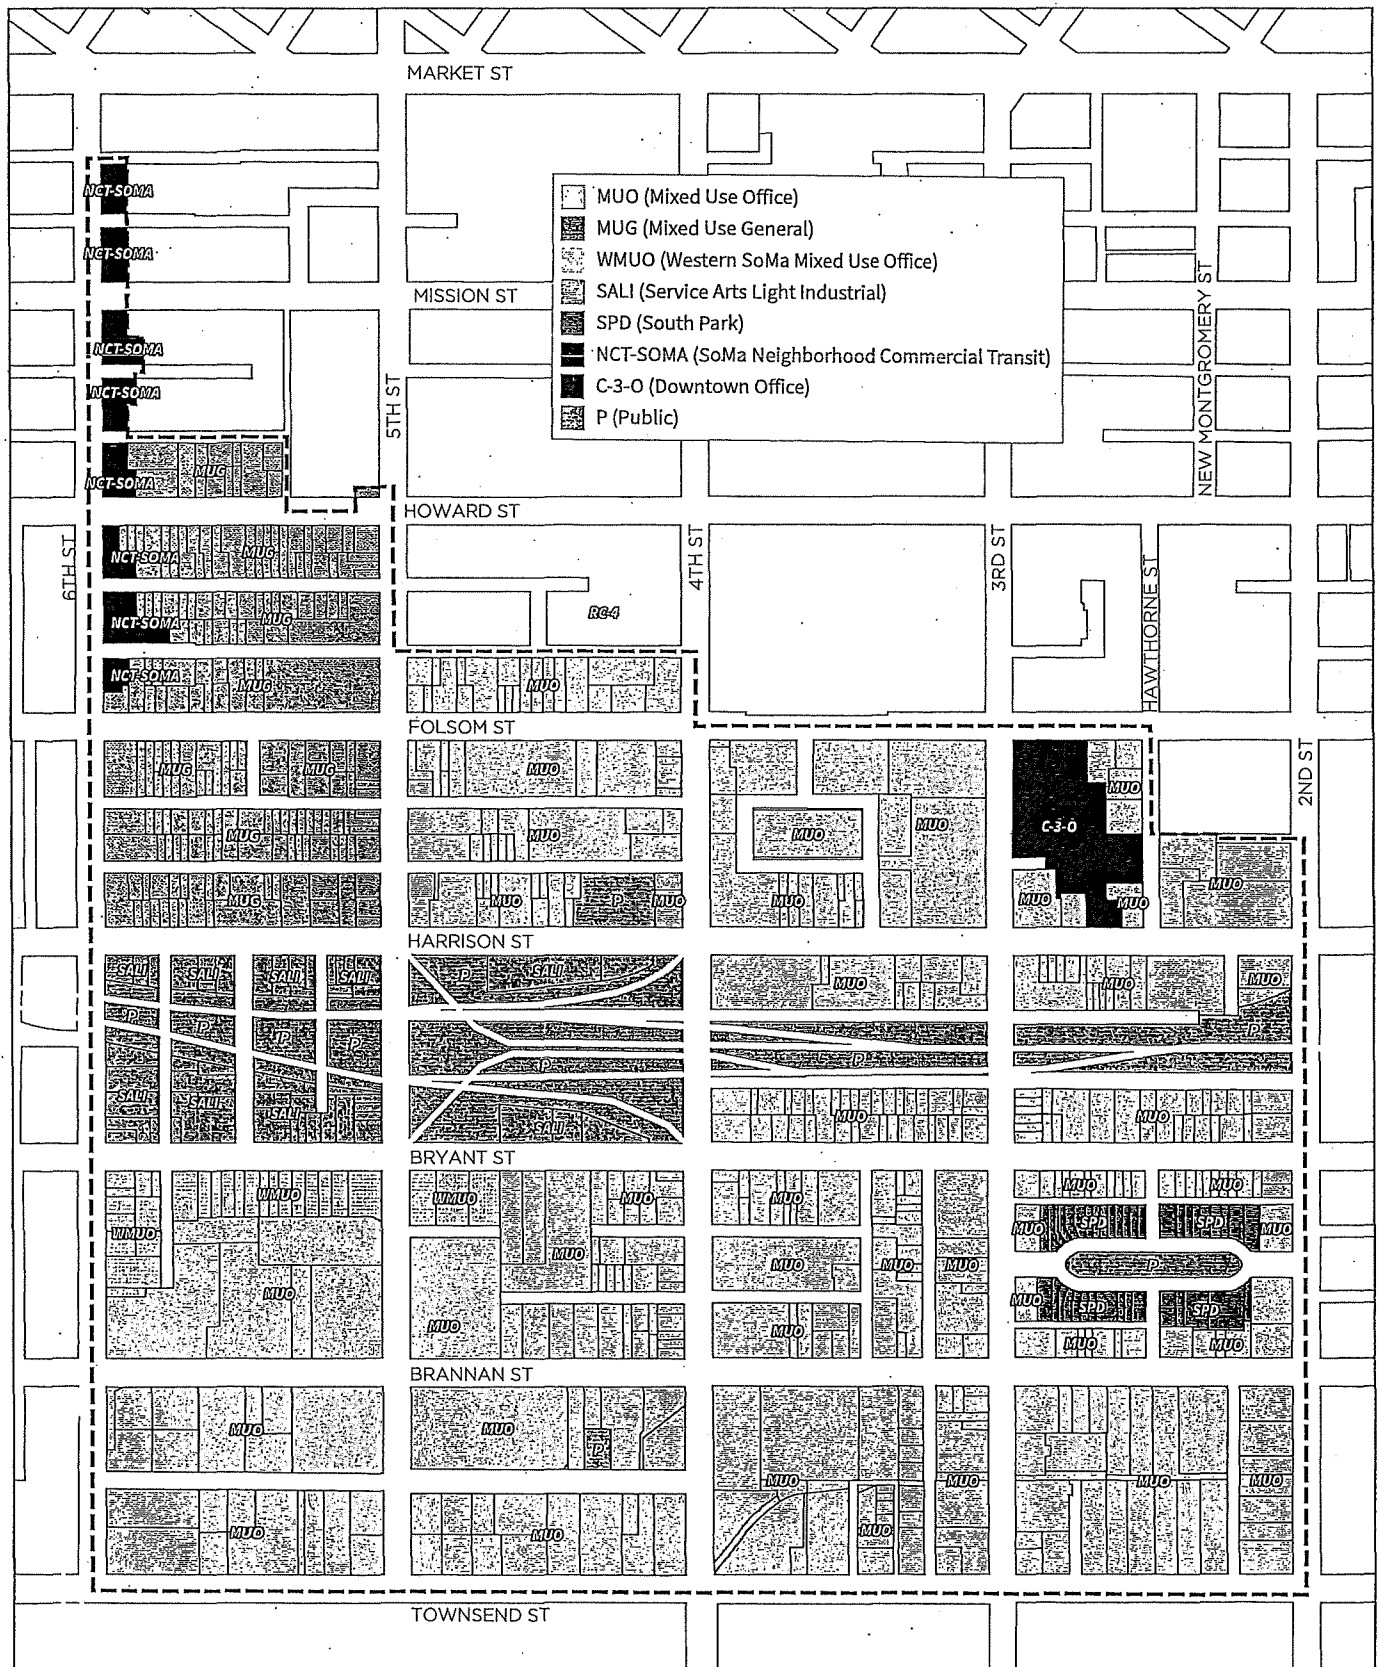 MARKET ST
NCT-SOMA
MUO (Mixed Use Office)
MUG (Mixed Use General)
NCT-SOMA
WMUO (Western SoMa Mixed Use Office)
SALI (Service Arts Light Industrial)
MISSION ST
SPD (South Park)
NCT-SOMA
NCT-SOMA (SoMa Neighborhood Commercial Transit)
C-3-O (Downtown Office)
NCT-SOMA
P (Public)
5TH ST
NEW MONTGROMERY ST
MUG
NCT-SOMA
HOWARD ST
6TH ST
NCT-SOMA MUG
4TH ST
3RD ST
HAWTHORNE ST
RC-4
NCT-SOMA MUG
NCT-SOMA MUG
MUO
FOLSOM ST
2ND ST
MUG MUG MUO
MUO
MUG MUO MUO MUO C-3-O
MUO
MUG MUO P MUO MUO MUO MUO
HARRISON ST
SALI SALI SALI SALI P SALI MUO MUO MUO
P P P P P P P
SALI SALI SALI SALI MUO MUO
BRYANT ST
WMUO WMUO MUO MUO MUO MUO
WMUO MUO SPD SPD MUO
MUO MUO MUO MUO P
MUO MUO SPD SPD
MUO MUO MUO MUO
BRANNAN ST
MUO MUO P
MUO MUO MUO MUO
MUO MUO MUO
TOWNSEND ST